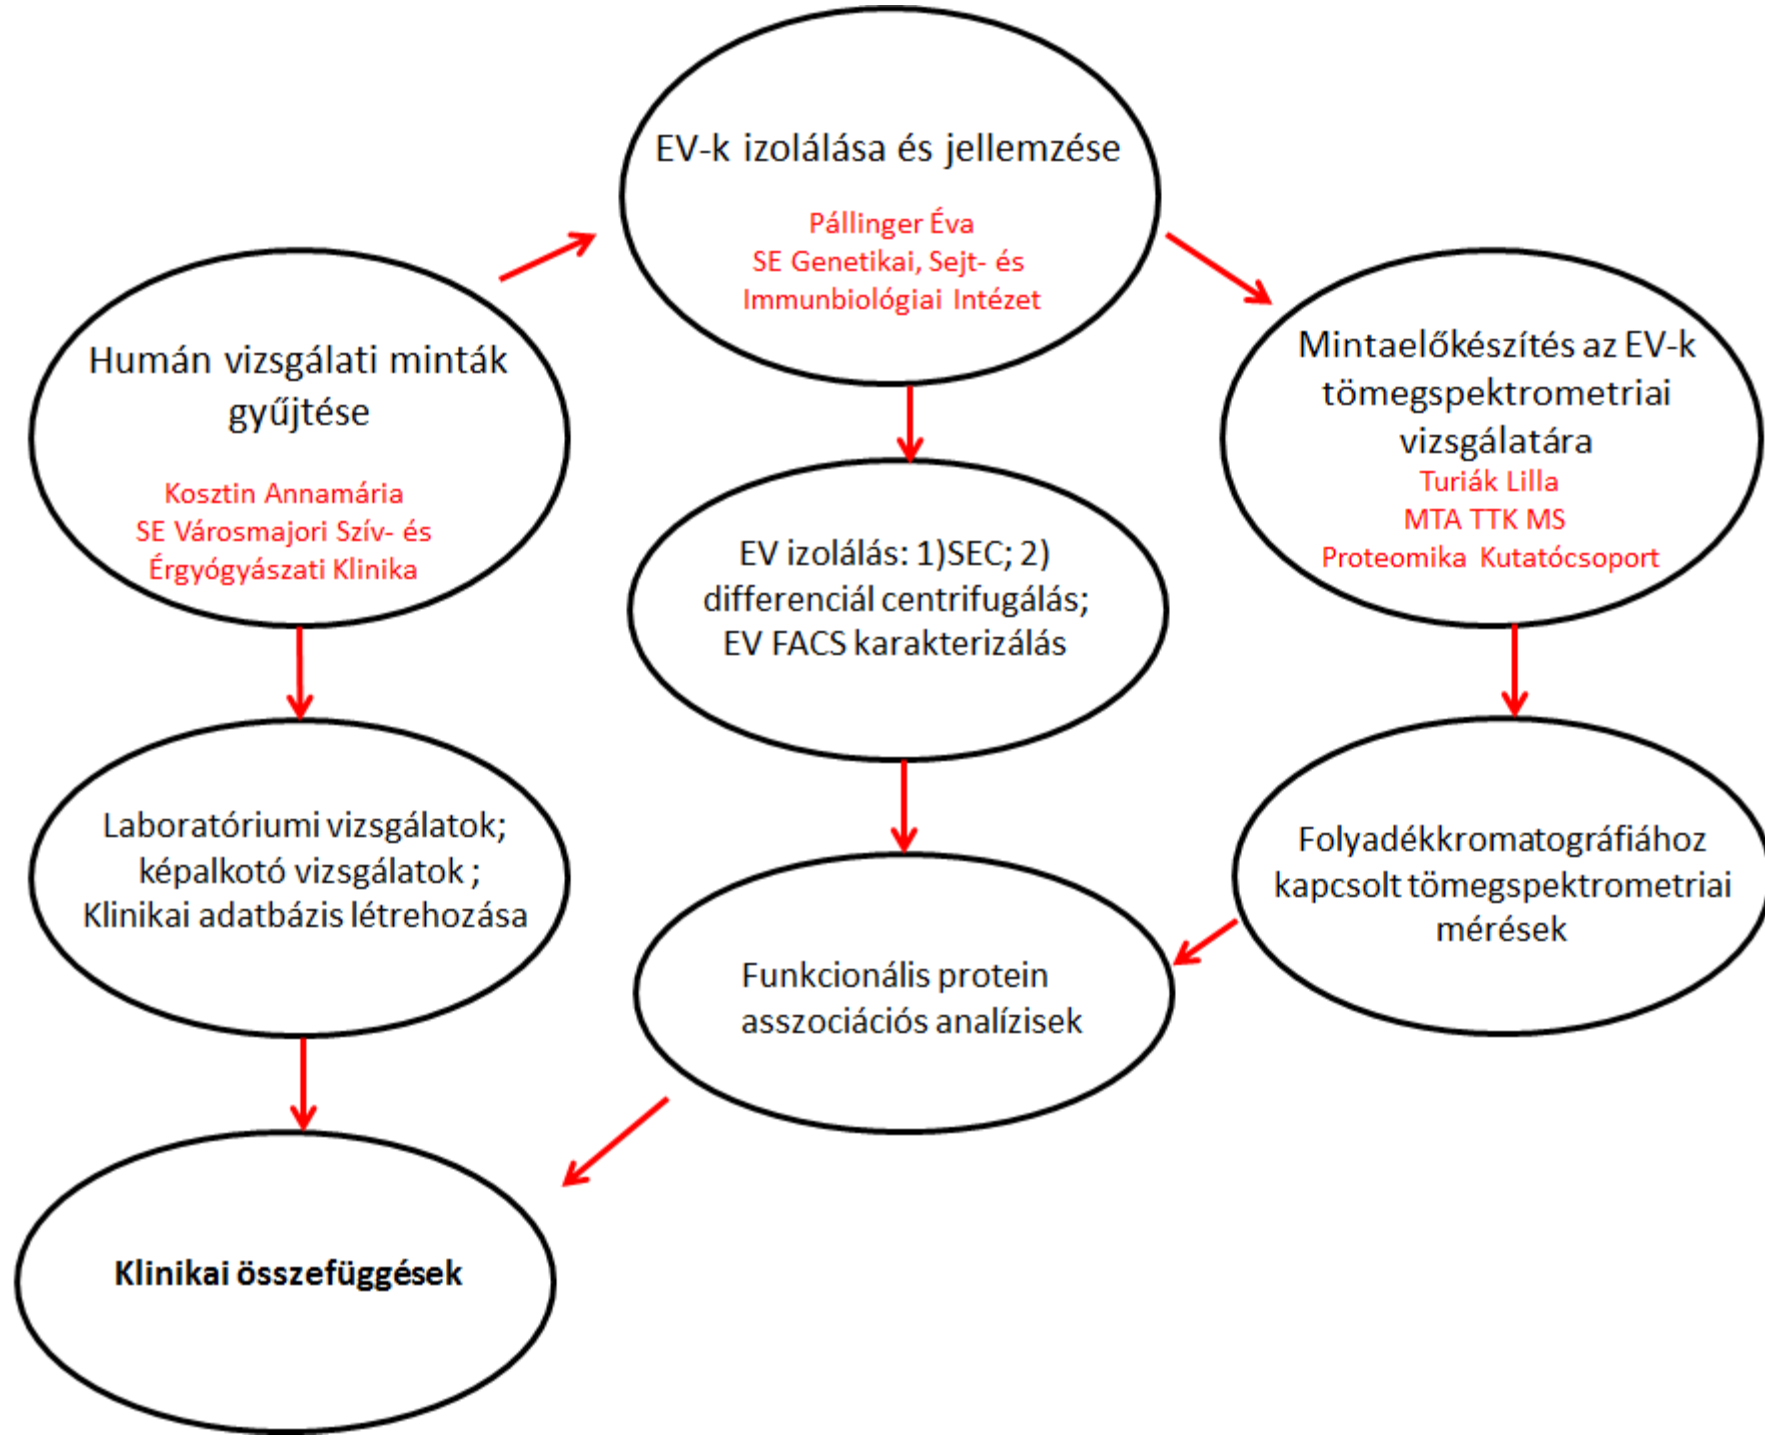 EV-k izolálása és jellemzése
Pállinger Éva
SE Genetikai, Sejt- és
Immunbiológiai Intézet
Humán vizsgálati minták
gyűjtése
Kosztin Annamária
SE Városmajori Szív- és
Érgyógyászati Klinika
Mintaelőkészítés az EV-k
tömegspektrometriai
vizsgálatára
Turiák Lilla
MTA TTK MS
Proteomika Kutatócsoport
EV izolálás: 1)SEC; 2)
differenciál centrifugálás;
EV FACS karakterizálás
Laboratóriumi vizsgálatok;
képalkotó vizsgálatok ;
Klinikai adatbázis létrehozása
Folyadékkromatográfiához
kapcsolt tömegspektrometriai
mérések
Funkcionális protein
asszociációs analízisek
Klinikai összefüggések